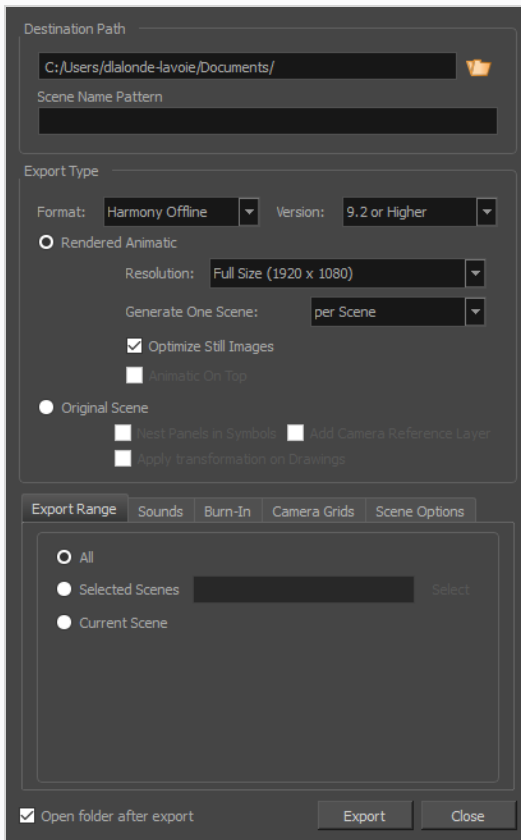 Destination Path
C:/Users/dlalonde-lavoie/Documents/
Scene Name Pattern
Export Type
Format: Harmony Offline Version: 9.2 or Higher
Rendered Animatic
Resolution: Full Size (1920 x 1080)
Generate One Scene: per Scene
Optimize Still Images
Animatic On Top
Original Scene
Nest Panels in Symbols Add Camera Reference Layer
Apply transformation on Drawings
Export Range Sounds Burn-In Camera Grids Scene Options
All
Selected Scenes Select
Current Scene
Open folder after export Export Close